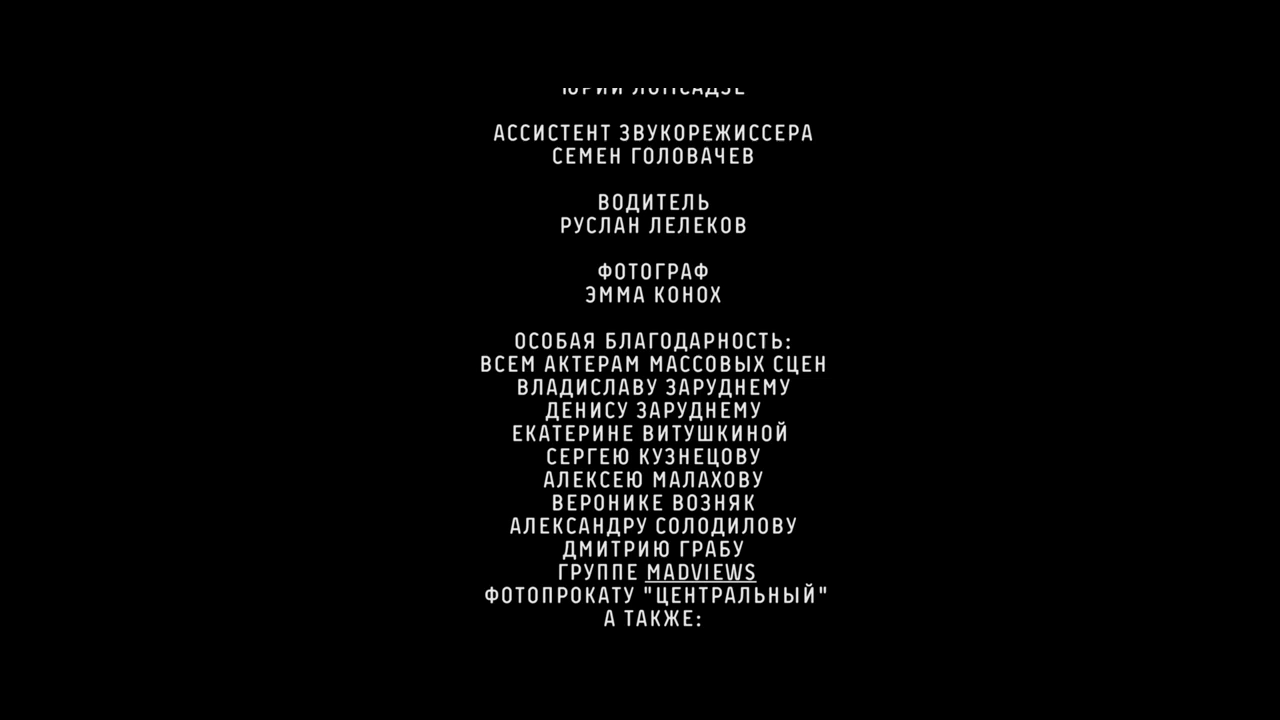 ЮРИЙ
АССИСТЕНТ ЗВУКОРЕЖИССЕРА
СЕМЕН ГОЛОВАЧЕВ
ВОДИТЕЛЬ
РУСЛАН ЛЕЛЕКОВ
ФОТОГРАФ
ЭММА КОНОХ
ОСОБАЯ БЛАГОДАРНОСТЬ:
ВСЕМ АКТЕРАМ МАССОВЫХ СЦЕН
ВЛАДИСЛАВУ ЗАРУДНЕМУ
ДЕНИСУ ЗАРУДНЕМУ
ЕКАТЕРИНЕ ВИТУШКИНОЙ
СЕРГЕЮ КУЗНЕЦОВУ
АЛЕКСЕЮ МАЛАХОВУ
ВЕРОНИКЕ ВОЗНЯК
АЛЕКСАНДРУ СОЛОДИЛОВУ
ДМИТРИЮ ГРАБУ
ГРУППЕ MADVIEWS
ФОТОПРОКАТУ "ЦЕНТРАЛЬНЫЙ"
А ТАКЖЕ: